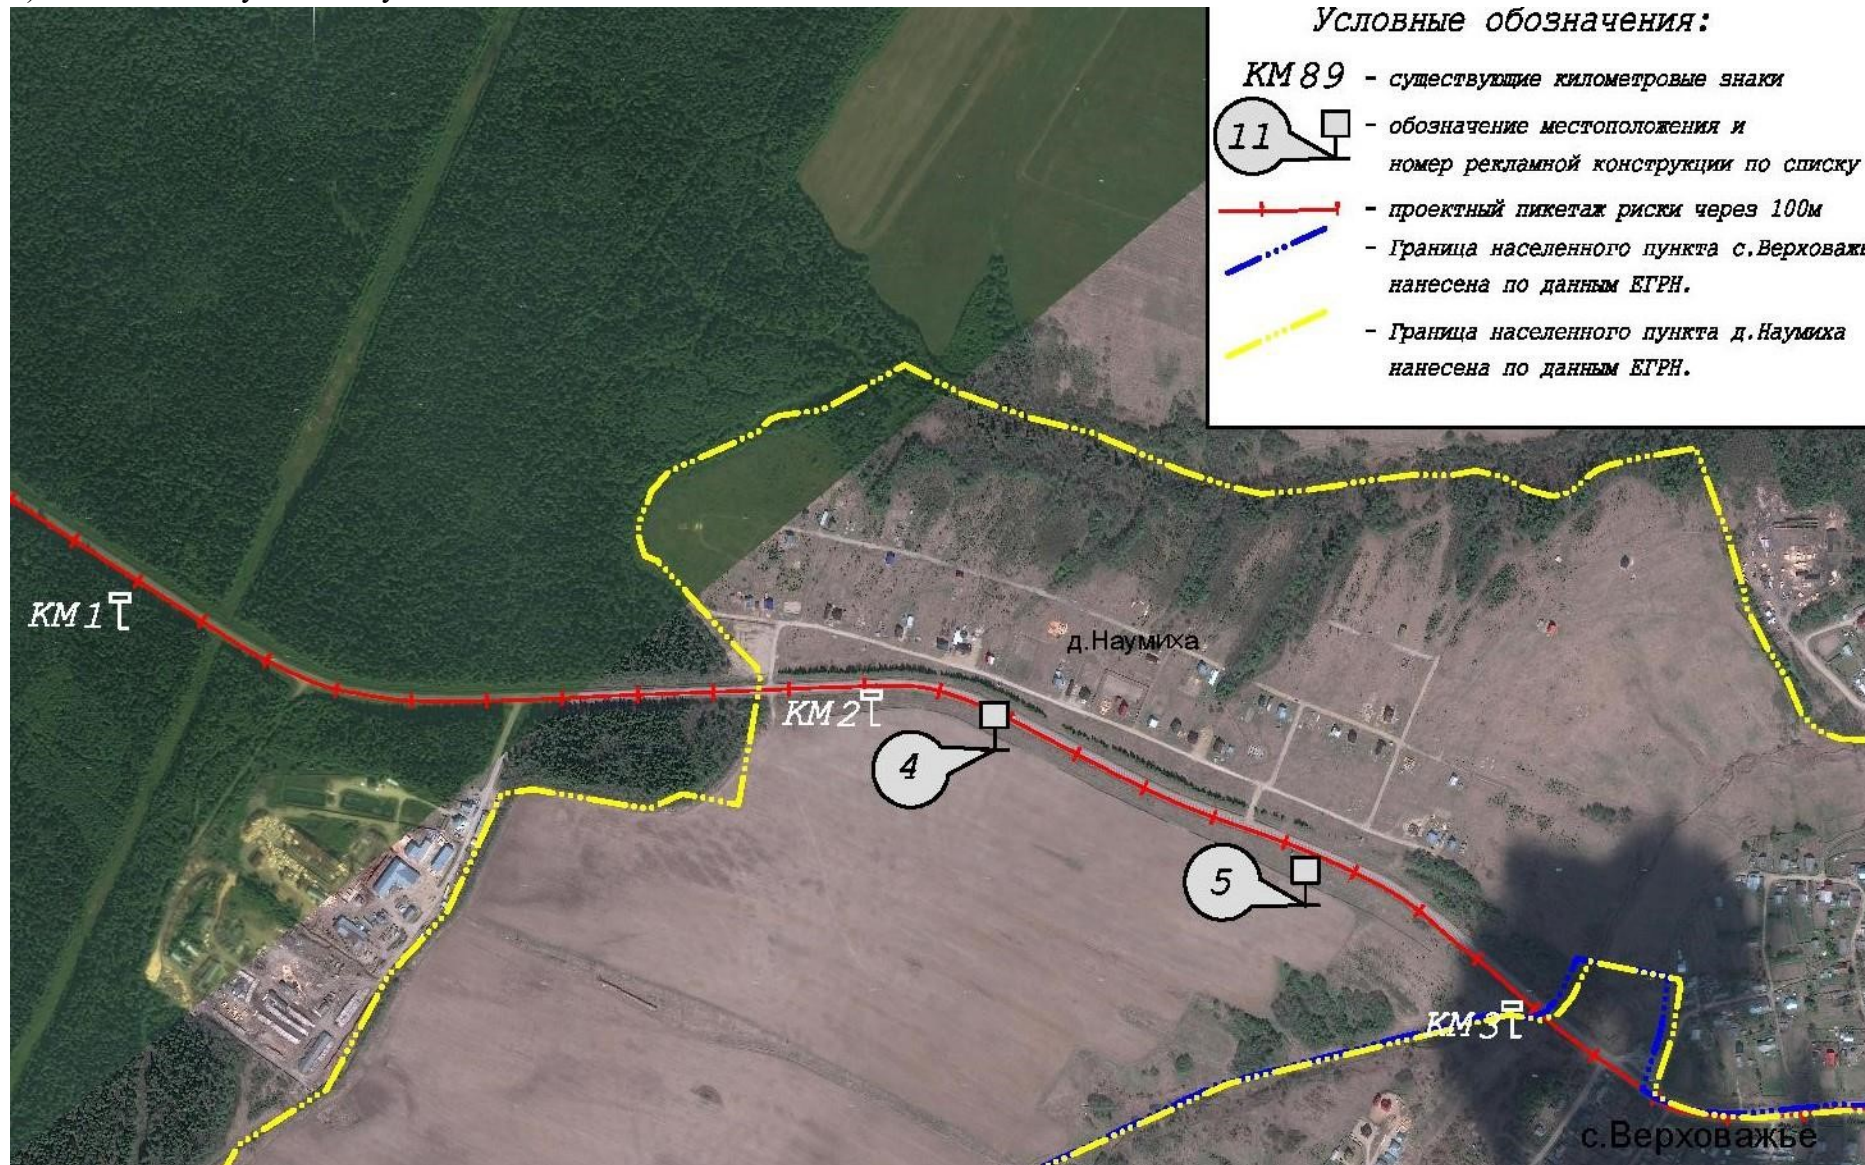 Условные обозначения:
КМ 89 - существующие километровые знаки
11 - обозначение местоположения и
номер рекламной конструкции по списку
- проектный пикетаж риски через 100м
- Граница населенного пункта с.Верховажь
нанесена по данным ЕГРН.
- Граница населенного пункта д.Наумиха
нанесена по данным ЕГРН.
КМ 1
д.Наумиха
КМ 2
4
5
КМ 3
с.Верховажье